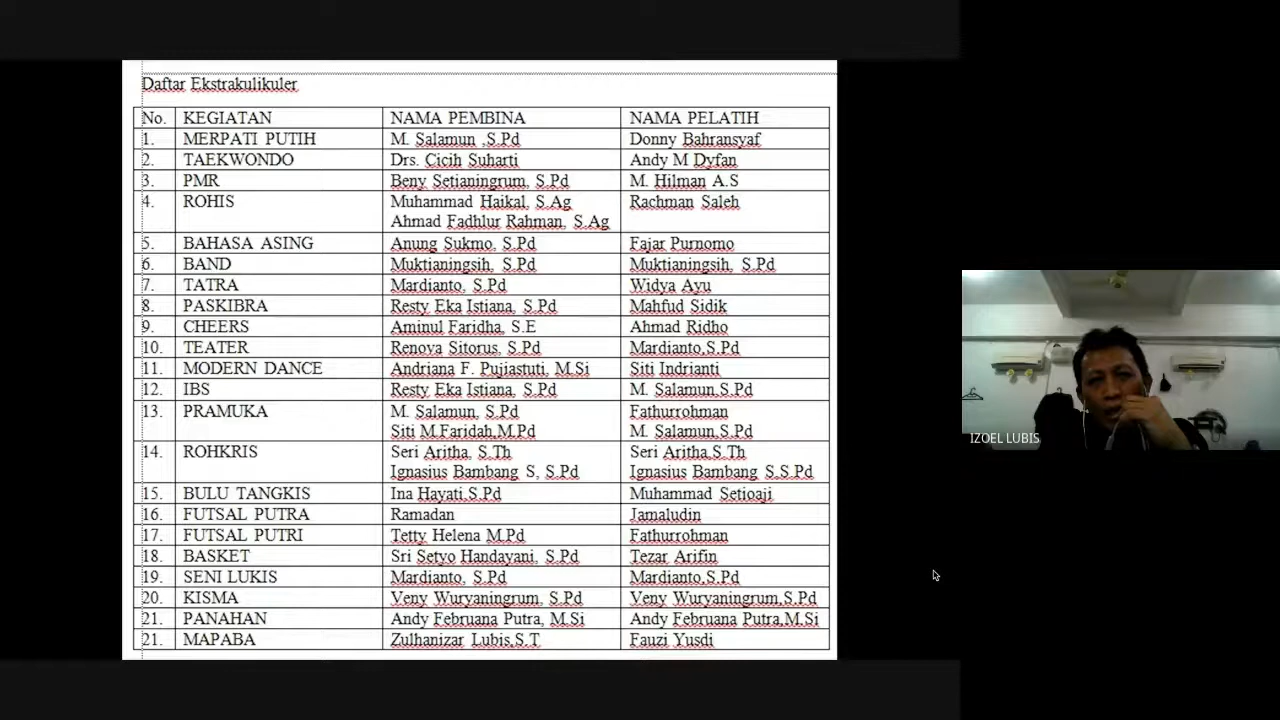 Daftar Ekstrakulikuler
No. KEGIATAN NAMA PEMBINA NAMA PELATIH
1. MERPATI PUTIH M. Salamun ,S.Pd Donny Bahransyaf
2. TAEKWONDO Drs. Cicih Suharti Andy M Dyfan
3. PMR Beny Setianingrum, S.Pd M. Hilman A.S
4. ROHIS Muhammad Haikal, S.Ag Rachman Saleh
Ahmad Fadhlur Rahman, S.Ag
5. BAHASA ASING Anung Sukmo, S.Pd Fajar Purnomo
6. BAND Muktianingsih, S.Pd Muktianingsih, S.Pd
7. TATRA Mardianto, S.Pd Widya Ayu
8. PASKIBRA Resty Eka Istiana, S.Pd Mahfud Sidik
9. CHEERS Aminul Faridha, S.E Ahmad Ridho
10. TEATER Renova Sitorus, S.Pd Mardianto,S.Pd
11. MODERN DANCE Andriana F. Pujiastuti, M.Si Siti Indrianti
12. IBS Resty Eka Istiana, S.Pd M. Salamun,S.Pd
13. PRAMUKA M. Salamun, S.Pd Fathurrohman
Siti M.Faridah,M.Pd M. Salamun,S.Pd
14. ROHKRIS Seri Aritha, S.Th Seri Aritha,S.Th
Ignasius Bambang S, S.Pd Ignasius Bambang S,S.Pd
15. BULU TANGKIS Ina Hayati,S.Pd Muhammad Setioaji
16. FUTSAL PUTRA Ramadan Jamaludin
17. FUTSAL PUTRI Tetty Helena M.Pd Fathurrohman
18. BASKET Sri Setyo Handayani, S.Pd Tezar Arifin
19. SENI LUKIS Mardianto, S.Pd Mardianto,S.Pd
20. KISMA Veny Wuryaningrum, S.Pd Veny Wuryaningrum,S.Pd
21. PANAHAN Andy Februana Putra, M.Si Andy Februana Putra,M.Si
21. MAPABA Zulhanizar Lubis,S.T Fauzi Yusdi
IZOEL LUBIS